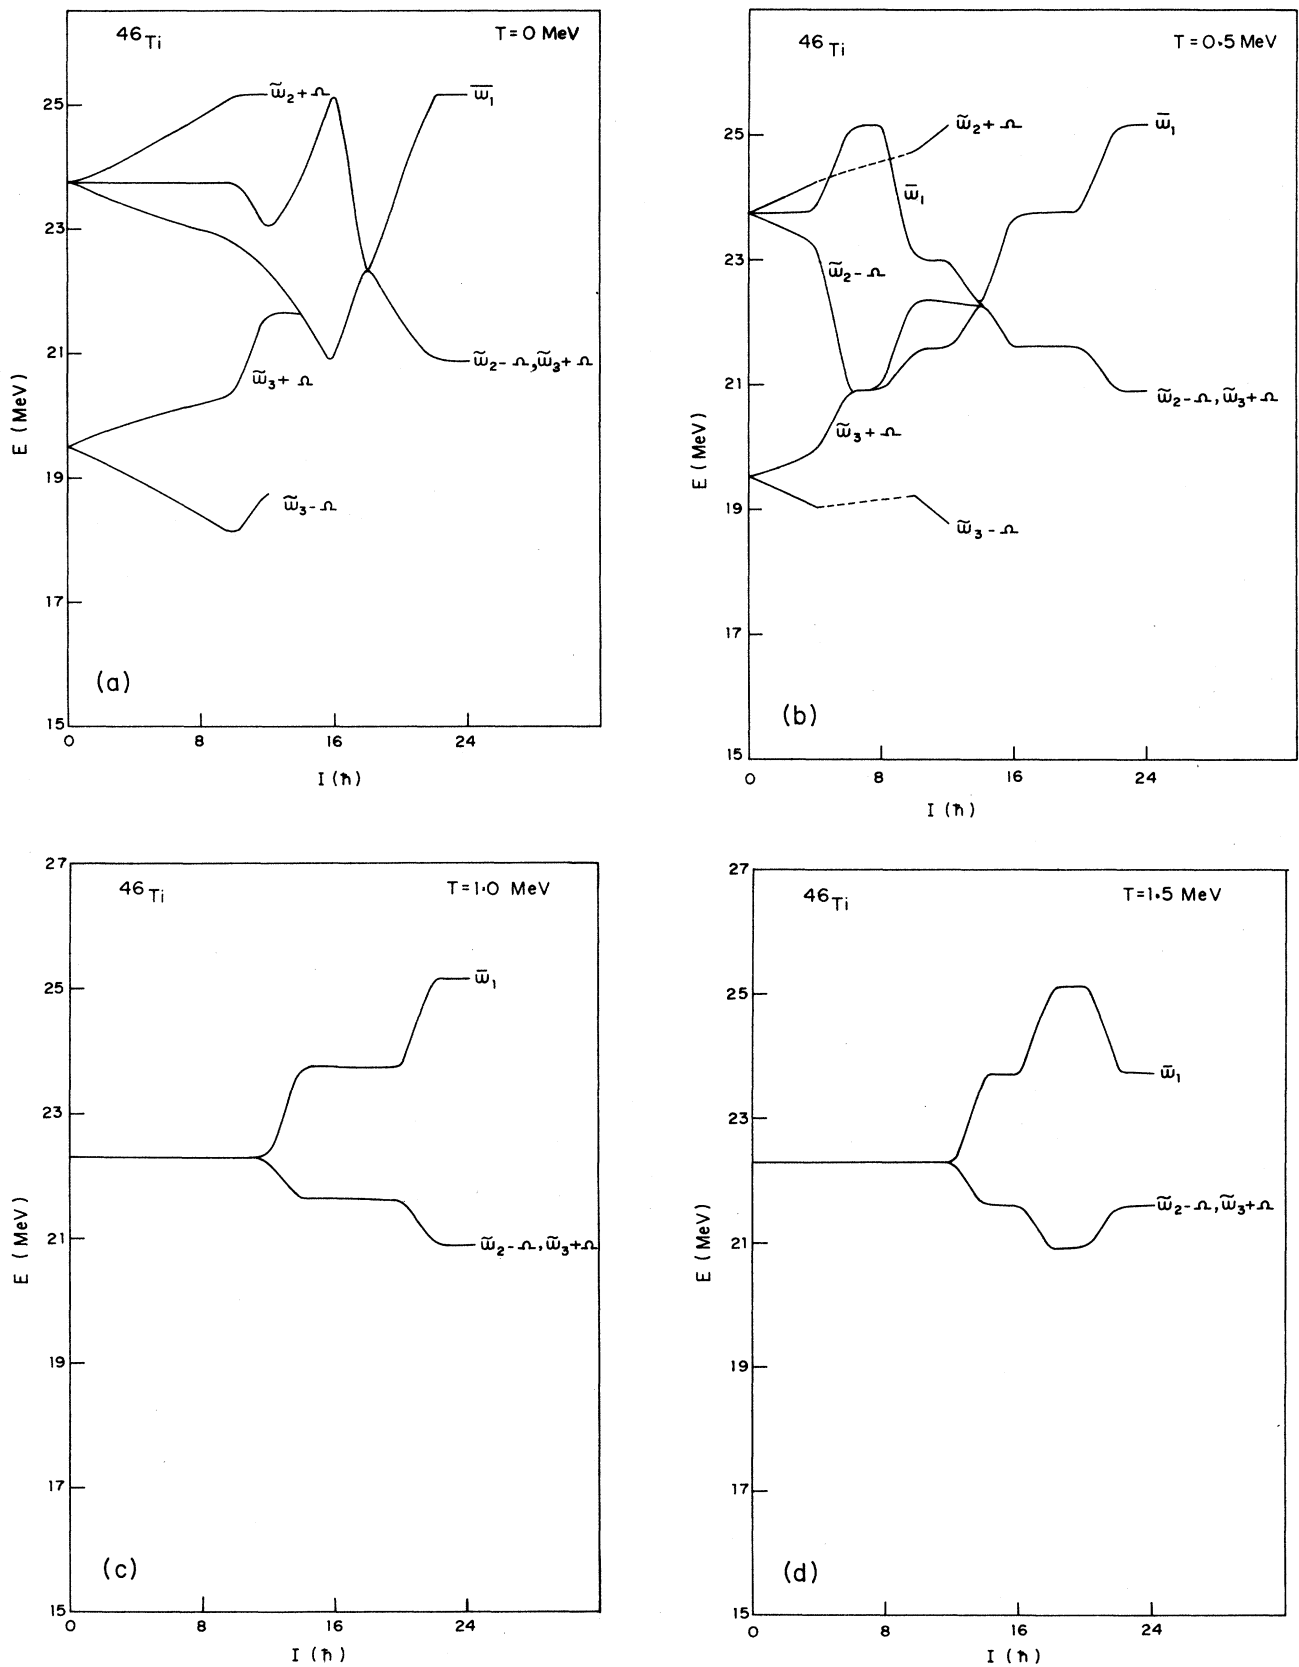 ⁴⁶Ti
T=0 MeV
25
23
21
19
17
15
0
8
16
24
E (MeV)
I (ħ)
ω̃₂+Ω
ω̅₁
ω̃₃+Ω
ω̃₂-Ω,ω̃₃+Ω
ω̃₃-Ω
(a)
⁴⁶Ti
T=0·5 MeV
25
23
21
19
17
15
0
8
16
24
E (MeV)
I (ħ)
ω̃₂+Ω
ω̅₁
ω̅₁
ω̃₂-Ω
ω̃₂-Ω,ω̃₃+Ω
ω̃₃+Ω
ω̃₃-Ω
(b)
⁴⁶Ti
T=1·0 MeV
27
25
23
21
19
17
15
0
8
16
24
E (MeV)
I (ħ)
ω̅₁
ω̃₂-Ω,ω̃₃+Ω
(c)
⁴⁶Ti
T=1·5 MeV
27
25
23
21
19
17
15
0
8
16
24
E (MeV)
I (ħ)
ω̅₁
ω̃₂-Ω,ω̃₃+Ω
(d)